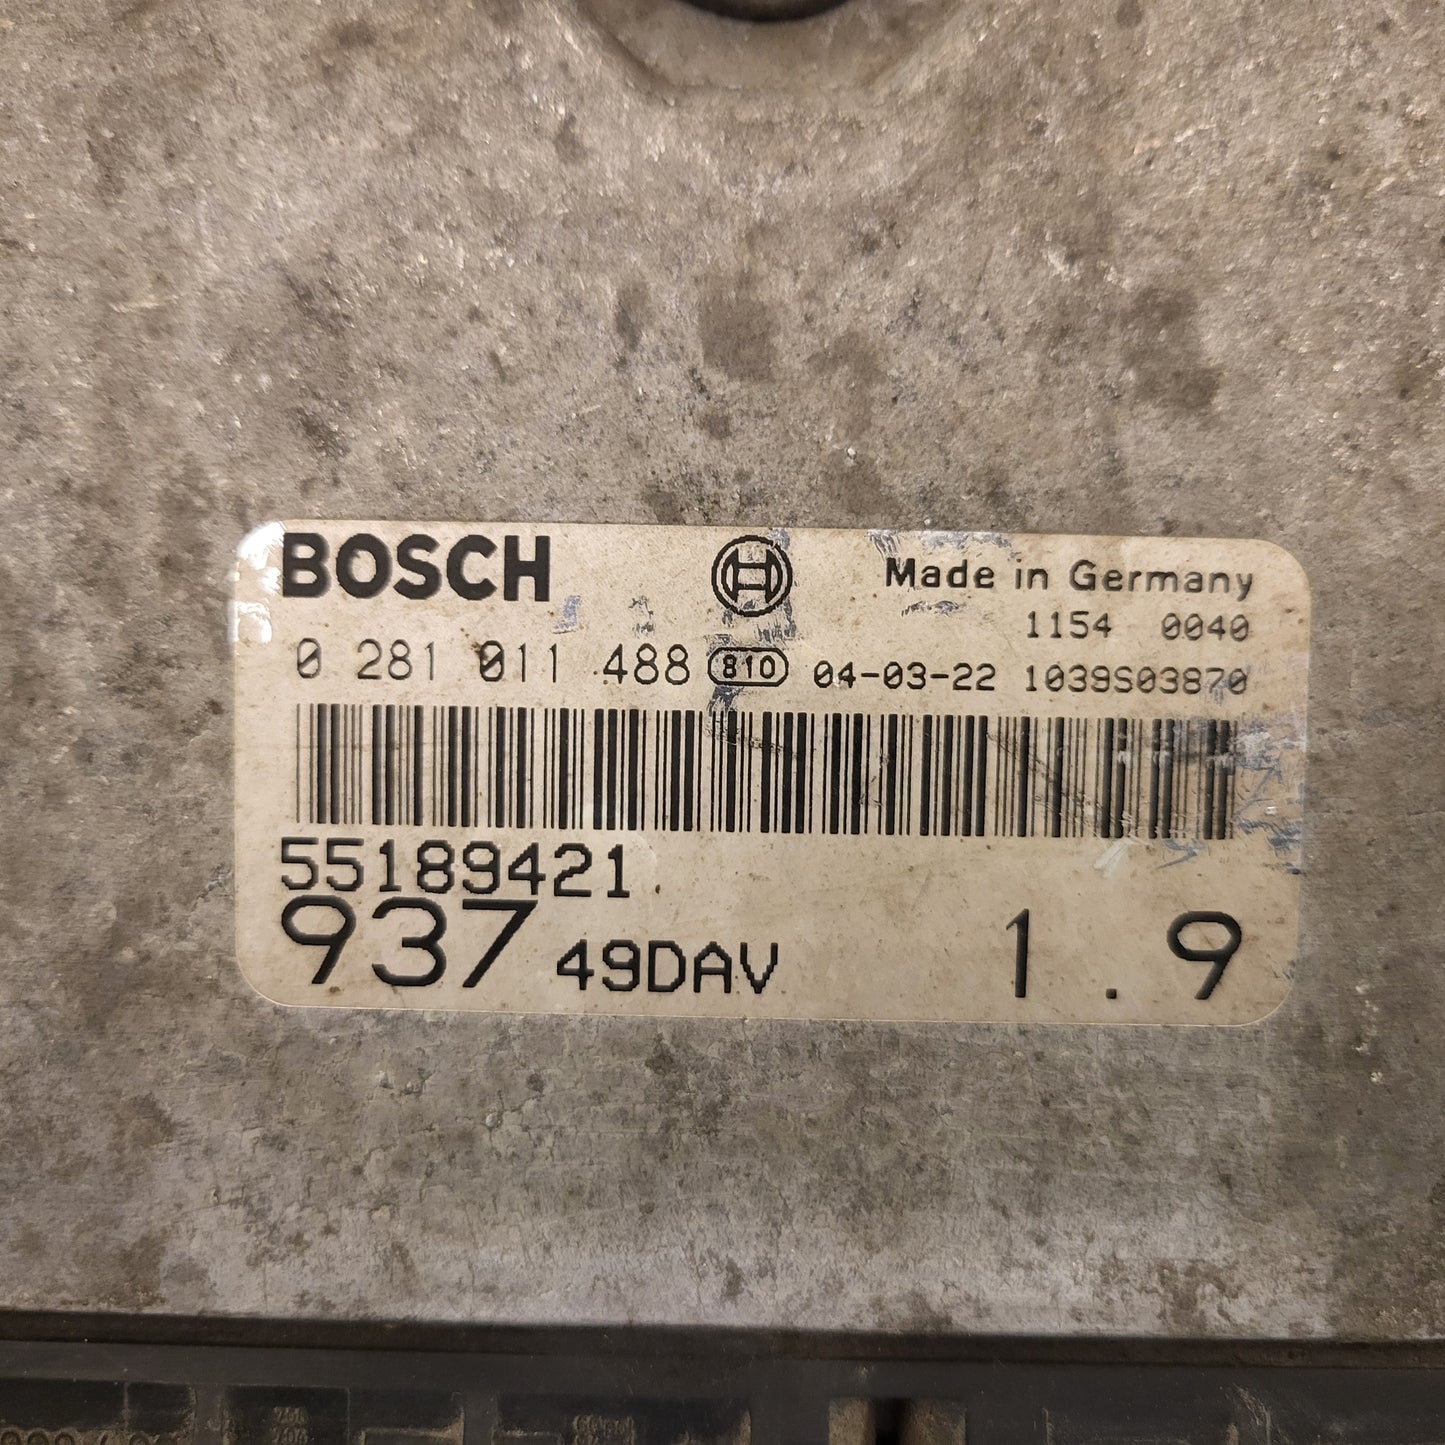 BOSCH Made in Germany
1154 0040
0 281 011 488 810 04-03-22 1039S03870
55189421
937 49DAV 1.9